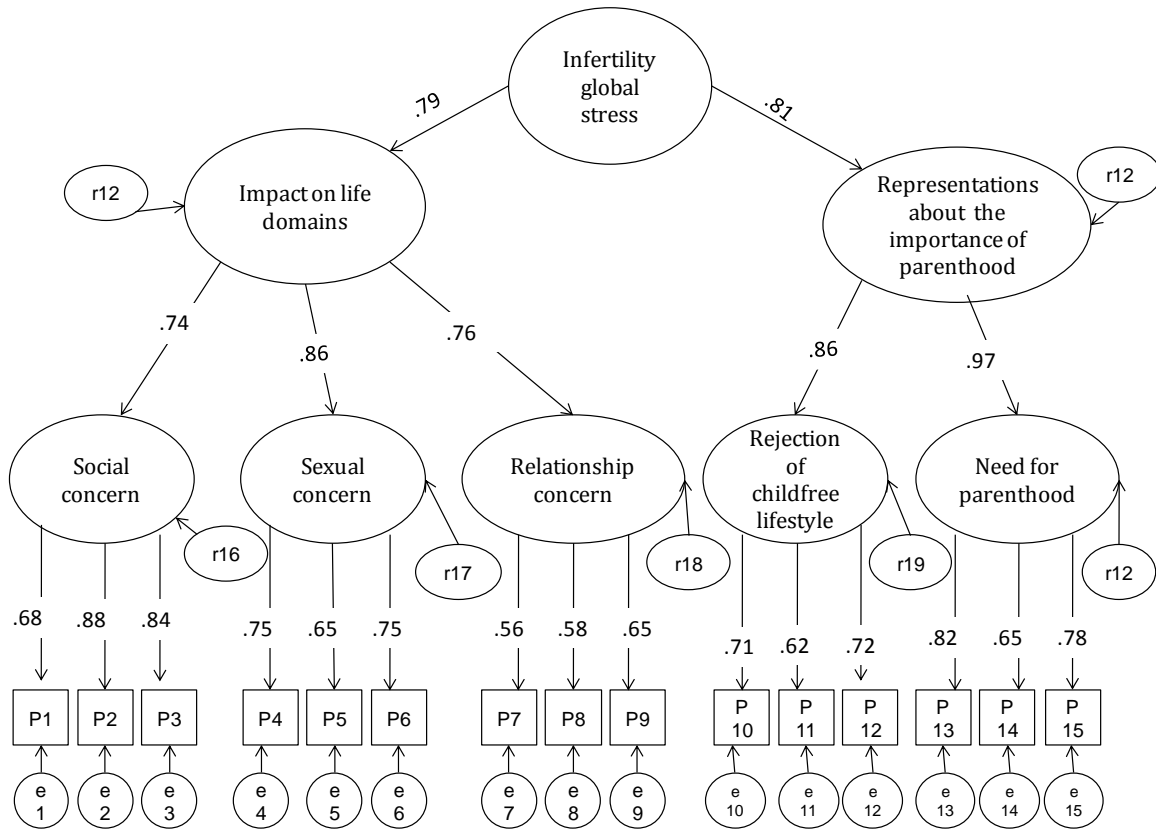 Infertility
global
stress
.79
.81
r12
Impact on life
domains
Representations
about the
importance of
parenthood
r12
.74
.86
.76
.86
.97
Social
concern
Sexual
concern
Relationship
concern
Rejection
of
childfree
lifestyle
Need for
parenthood
r16
r17
r18
r19
r12
.68
.88
.84
.75
.65
.75
.56
.58
.65
.71
.62
.72
.82
.65
.78
P1
P2
P3
P4
P5
P6
P7
P8
P9
P
10
P
11
P
12
P
13
P
14
P
15
e
1
e
2
e
3
e
4
e
5
e
6
e
7
e
8
e
9
e
10
e
11
e
12
e
13
e
14
e
15